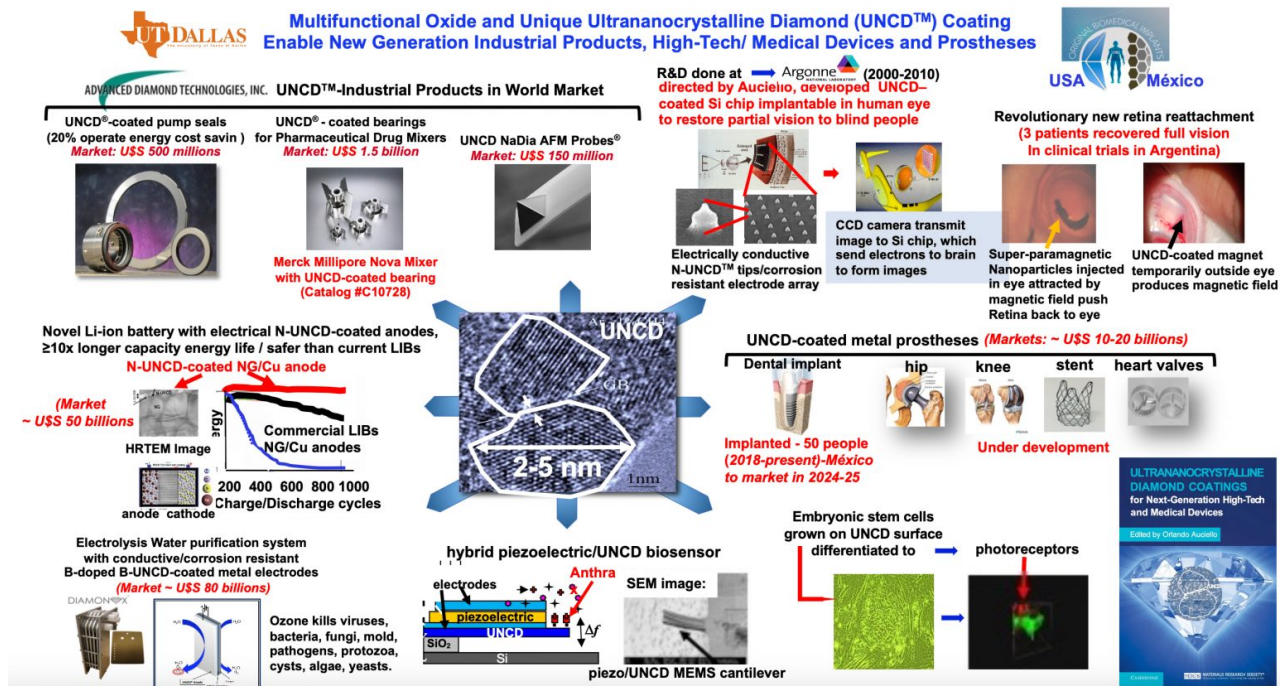 UT DALLAS
Multifunctional Oxide and Unique Ultrananocrystalline Diamond (UNCD™) Coating
Enable New Generation Industrial Products, High-Tech/ Medical Devices and Prostheses
ORIGINAL BIOMEDICAL IMPLANTS
USA México
ADVANCED DIAMOND TECHNOLOGIES, INC.
UNCD™-Industrial Products in World Market
UNCD®-coated pump seals
(20% operate energy cost savin )
Market: U$S 500 millions
UNCD® - coated bearings
for Pharmaceutical Drug Mixers
Market: U$S 1.5 billion
UNCD NaDia AFM Probes®
Market: U$S 150 million
Merck Millipore Nova Mixer
with UNCD-coated bearing
(Catalog #C10728)
R&D done at Argonne NATIONAL LABORATORY (2000-2010)
directed by Auciello, developed UNCD–
coated Si chip implantable in human eye
to restore partial vision to blind people
Electrically conductive
N-UNCD™ tips/corrosion
resistant electrode array
CCD camera transmit
image to Si chip, which
send electrons to brain
to form images
Revolutionary new retina reattachment
(3 patients recovered full vision
In clinical trials in Argentina)
Super-paramagnetic
Nanoparticles injected
in eye attracted by
magnetic field push
Retina back to eye
UNCD-coated magnet
temporarily outside eye
produces magnetic field
Novel Li-ion battery with electrical N-UNCD-coated anodes,
≥10x longer capacity energy life / safer than current LIBs
N-UNCD-coated NG/Cu anode
(Market
~ U$S 50 billions
NG
HRTEM Image
ergy
Commercial LIBs
NG/Cu anodes
200 400 600 800 1000
Charge/Discharge cycles
anode cathode
UNCD
GB
2-5 nm
1nm
UNCD-coated metal prostheses (Markets: ~ U$S 10-20 billions)
Dental implant
hip
knee
stent
heart valves
Implanted - 50 people
(2018-present)-México
to market in 2024-25
Under development
Electrolysis Water purification system
with conductive/corrosion resistant
B-doped B-UNCD-coated metal electrodes
(Market ~ U$S 80 billions)
DIAMONOX
Ozone kills viruses,
bacteria, fungi, mold,
pathogens, protozoa,
cysts, algae, yeasts.
hybrid piezoelectric/UNCD biosensor
electrodes
Anthra
x
piezoelectric
UNCD
SiO2
Si
Δf
SEM image:
piezo/UNCD MEMS cantilever
Embryonic stem cells
grown on UNCD surface
differentiated to
photoreceptors
ULTRANANOCRYSTALLINE
DIAMOND COATINGS
for Next-Generation High-Tech
and Medical Devices
Edited by Orlando Auciello
MRS MATERIALS RESEARCH SOCIETY®